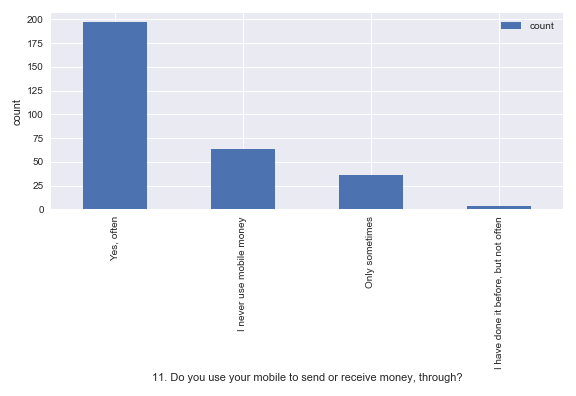 count
200
175
150
125
100
75
50
25
0
count
Yes, often
I never use mobile money
Only sometimes
I have done it before, but not often
11. Do you use your mobile to send or receive money, through?